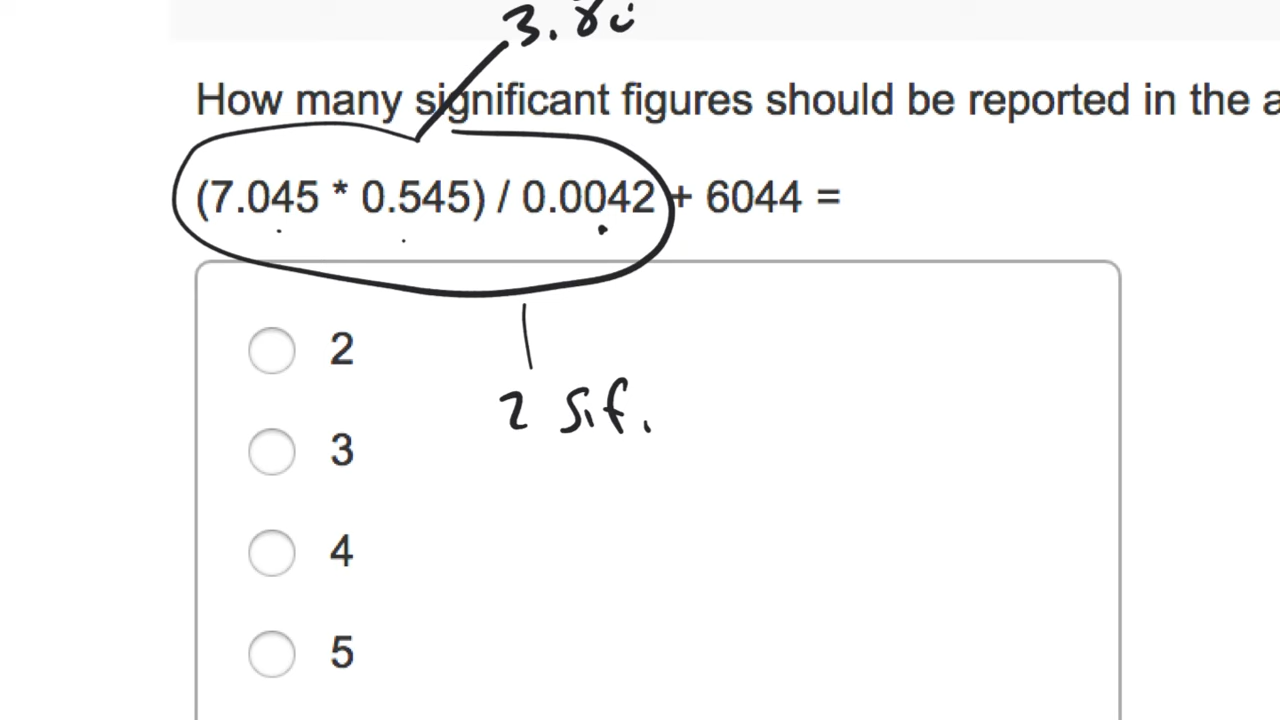 3.8
How many significant figures should be reported in the a
(7.045 * 0.545) / 0.0042 + 6044 =
2
3
2 sif.
4
5